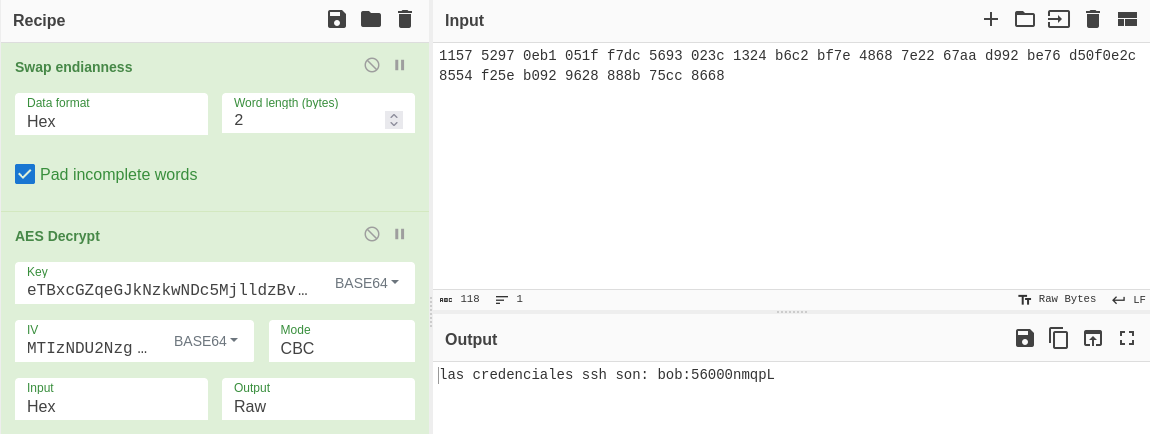 Recipe
Swap endianness
Data format
Hex
Word length (bytes)
2
Pad incomplete words
AES Decrypt
Key
eTBxcGZqeGJkNzkwNDc5MjlldzBv…
BASE64
IV
MTIzNDU2Nzg …
BASE64
Mode
CBC
Input
Hex
Output
Raw
Input
1157 5297 0eb1 051f f7dc 5693 023c 1324 b6c2 bf7e 4868 7e22 67aa d992 be76 d50f0e2c
8554 f25e b092 9628 888b 75cc 8668
ABC 118 1
Raw Bytes LF
Output
las credenciales ssh son: bob:56000nmqpL